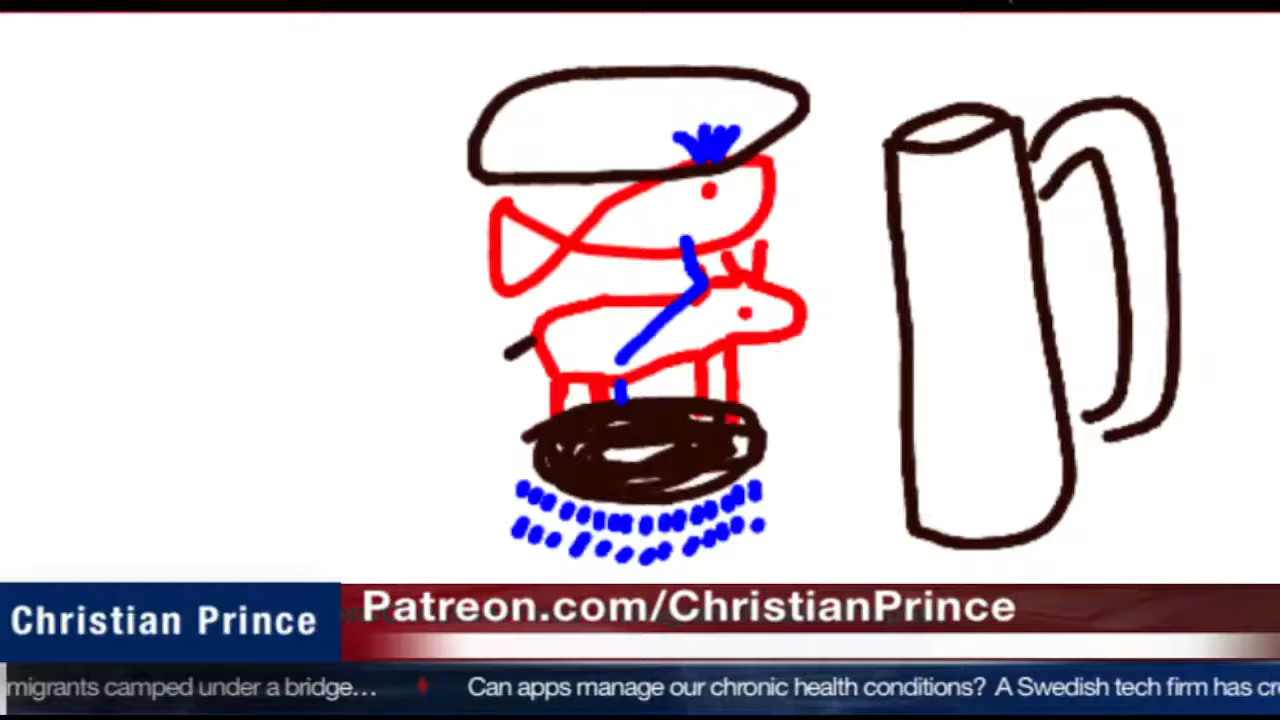 Christian Prince
Patreon.com/ChristianPrince
migrants camped under a bridge... Can apps manage our chronic health conditions? A Swedish tech firm has